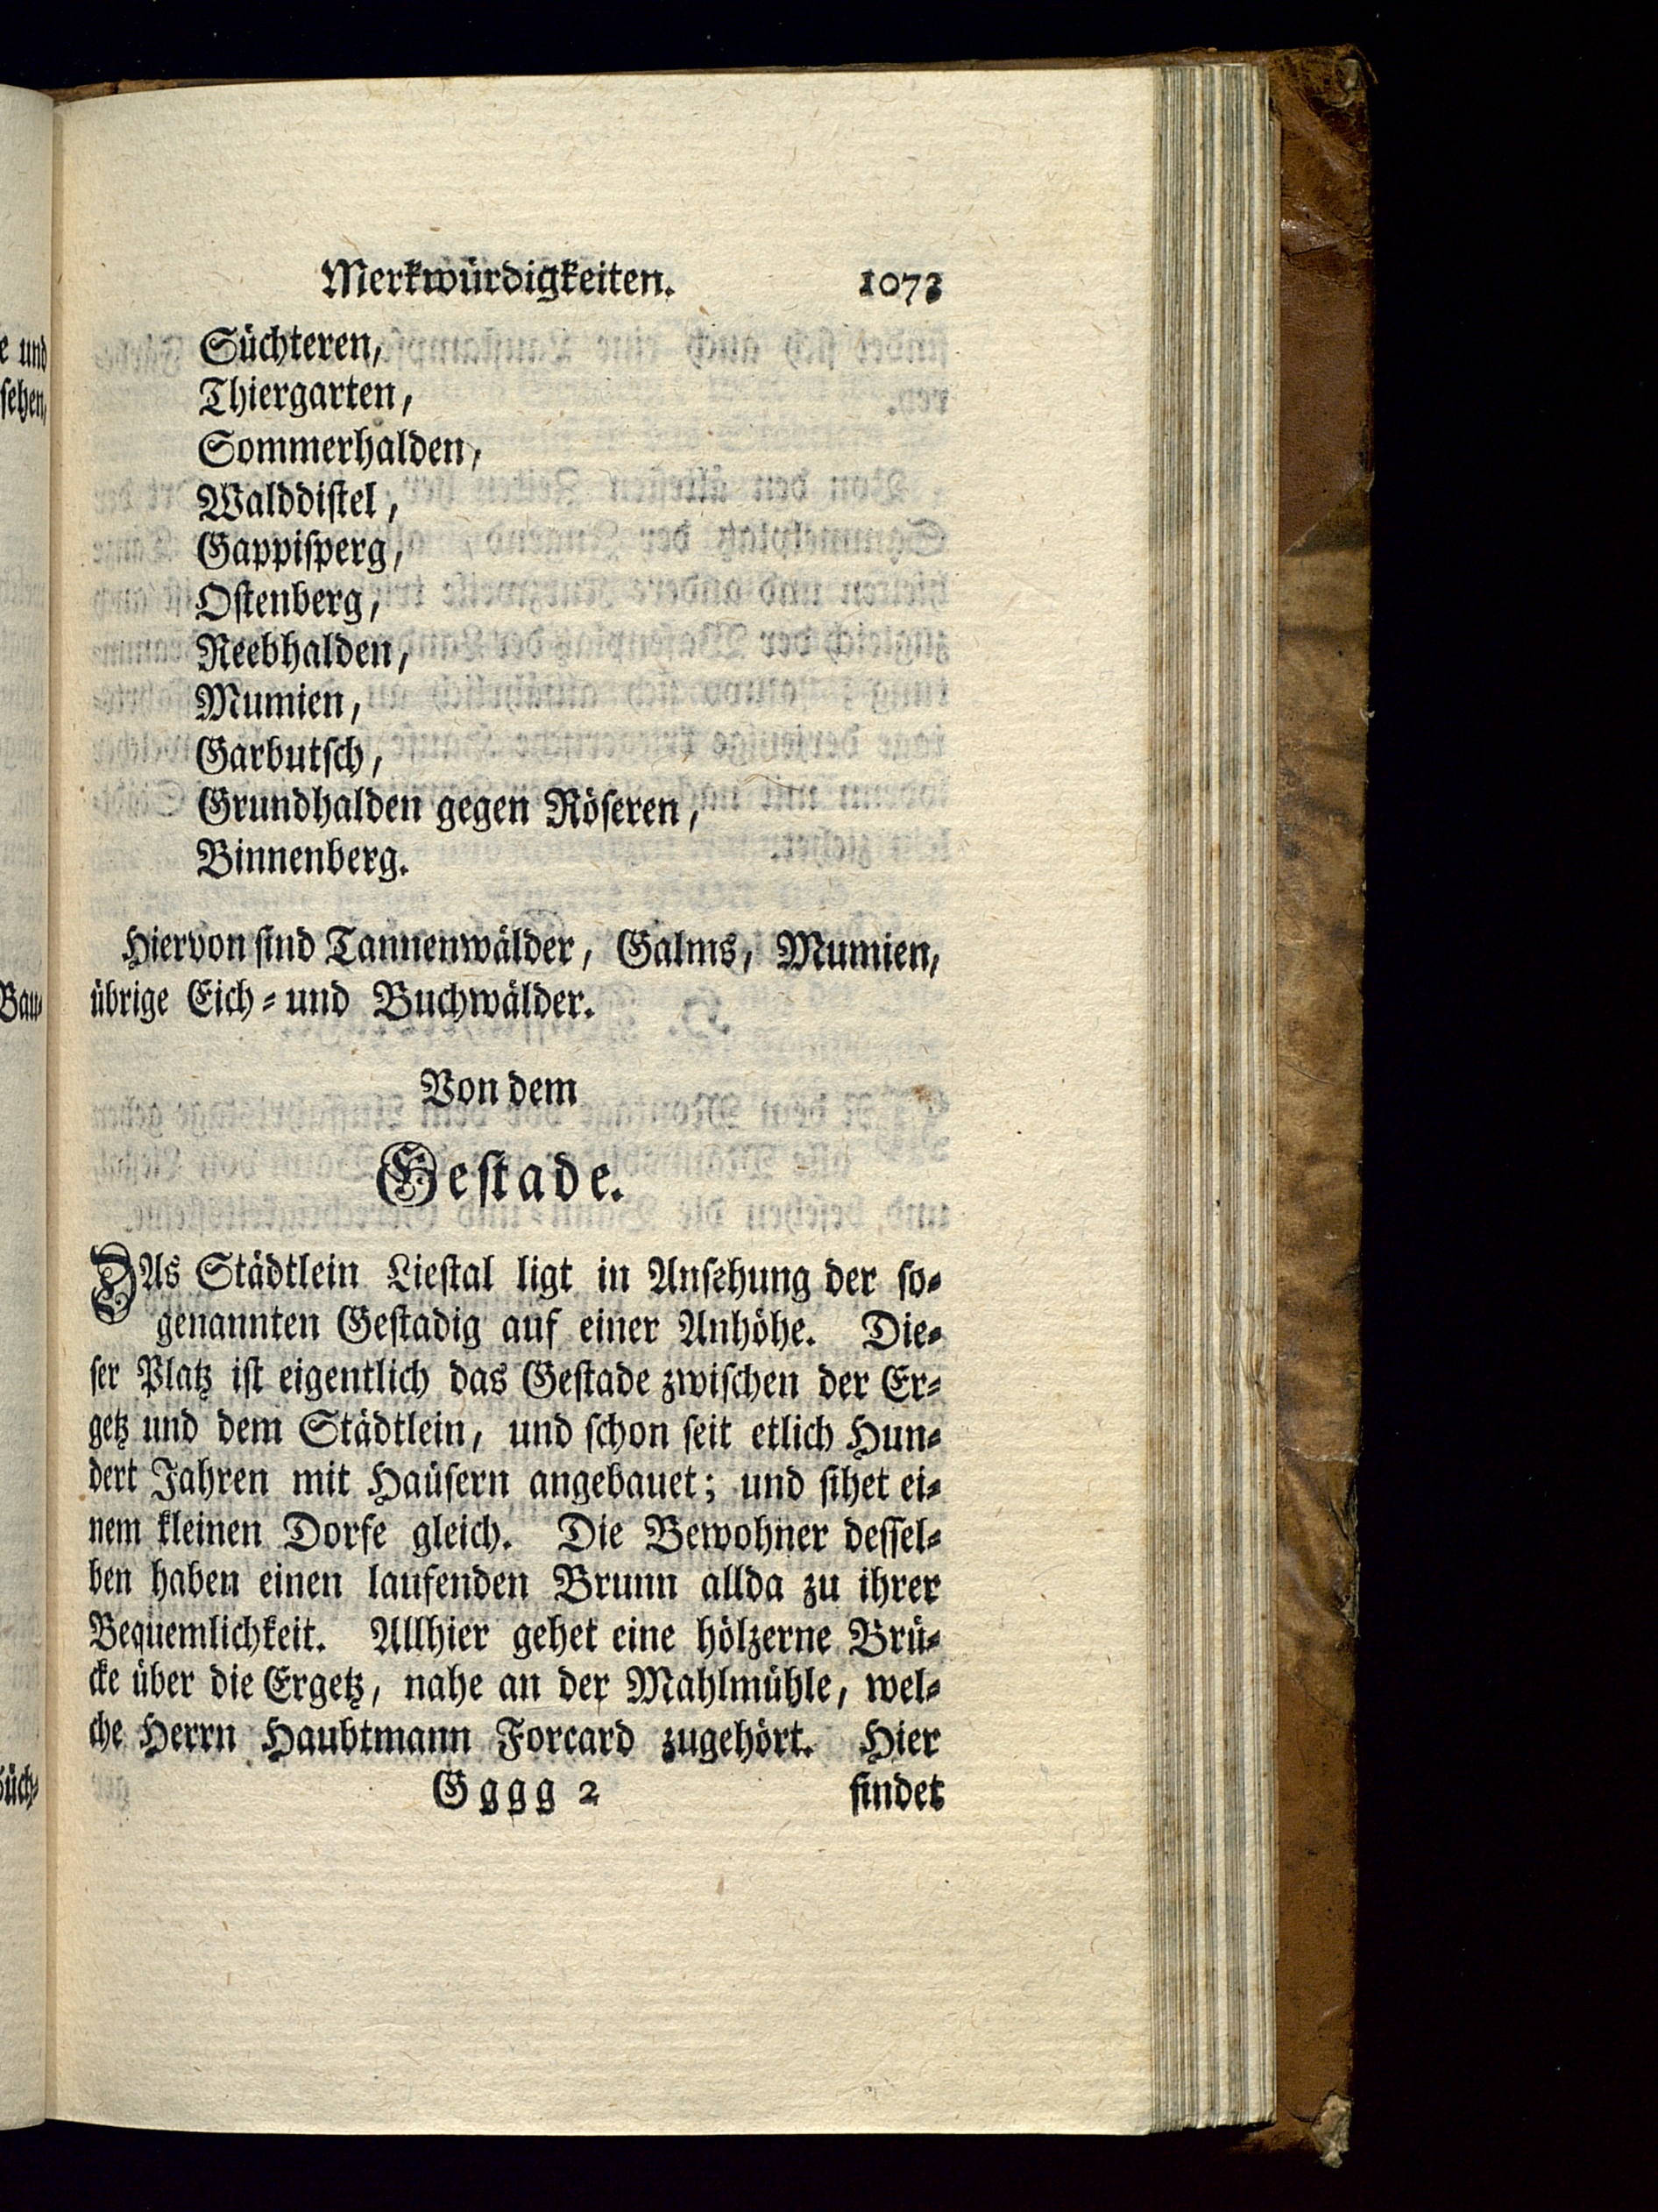 Merkwürdigkeiten. 1073
Süchteren,
Thiergarten,
Sommerhalden,
Walddiſtel,
Gappiſperg,
Oſtenberg,
Reebhalden,
Mumien,
Garbutſch,
Grundhalden gegen Röſeren,
Binnenberg.
Hiervon ſind Tannenwälder, Galms, Mumien,
übrige Eich- und Buchwälder.
Von dem
Geſtade.
DAs Städtlein Lieſtal ligt in Anſehung der ſo-
genannten Geſtadig auf einer Anhöhe. Die-
ſer Platz iſt eigentlich das Geſtade zwiſchen der Er-
getz und dem Städtlein, und ſchon ſeit etlich Hun-
dert Jahren mit Haüſern angebauet; und ſihet ei-
nem kleinen Dorfe gleich. Die Bewohner deſſel-
ben haben einen laufenden Brunn allda zu ihrer
Bequemlichkeit. Allhier gehet eine hölzerne Brü-
cke über die Ergetz, nahe an der Mahlmühle, wel-
che Herrn Haubtmann Forcard zugehört. Hier
Gggg 2 findet